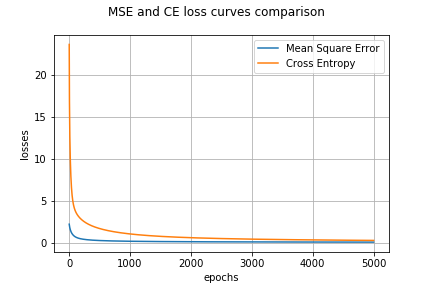 MSE and CE loss curves comparison
Mean Square Error
Cross Entropy
losses
20
15
10
5
0
0 1000 2000 3000 4000 5000
epochs